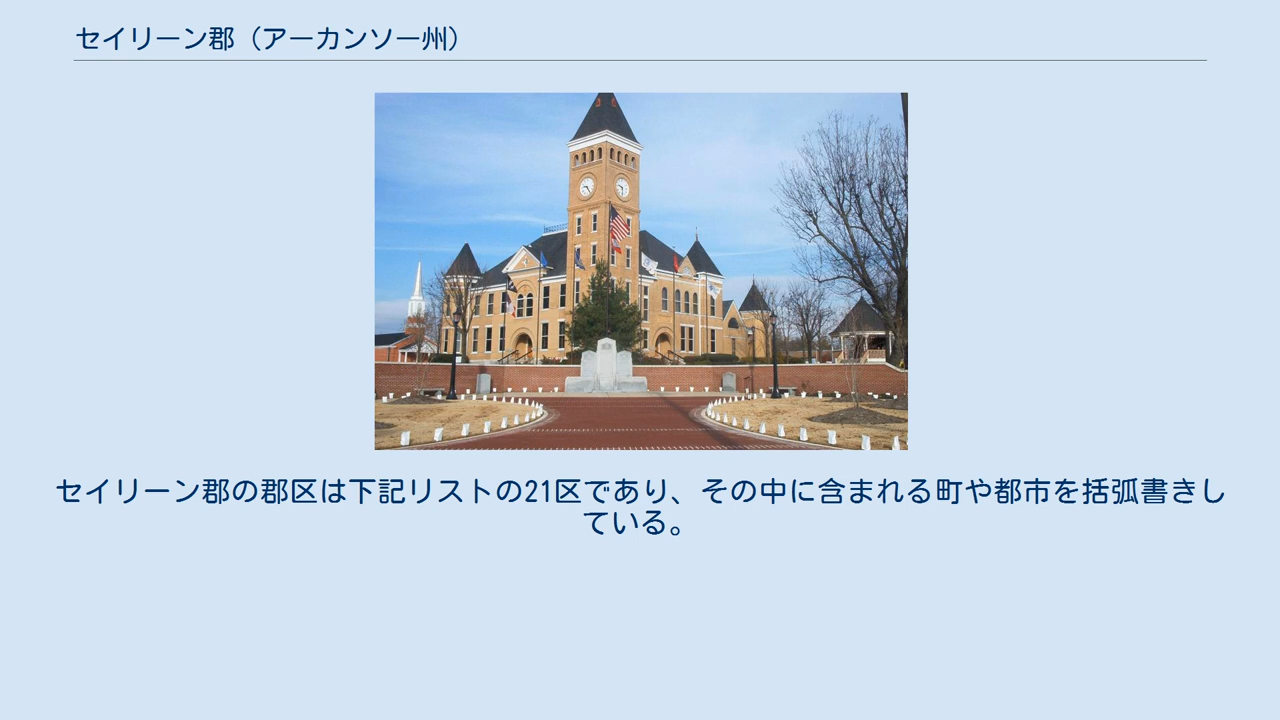 セイリーン郡（アーカンソー州）
セイリーン郡の郡区は下記リストの21区であり、その中に含まれる町や都市を括弧書きし
ている。